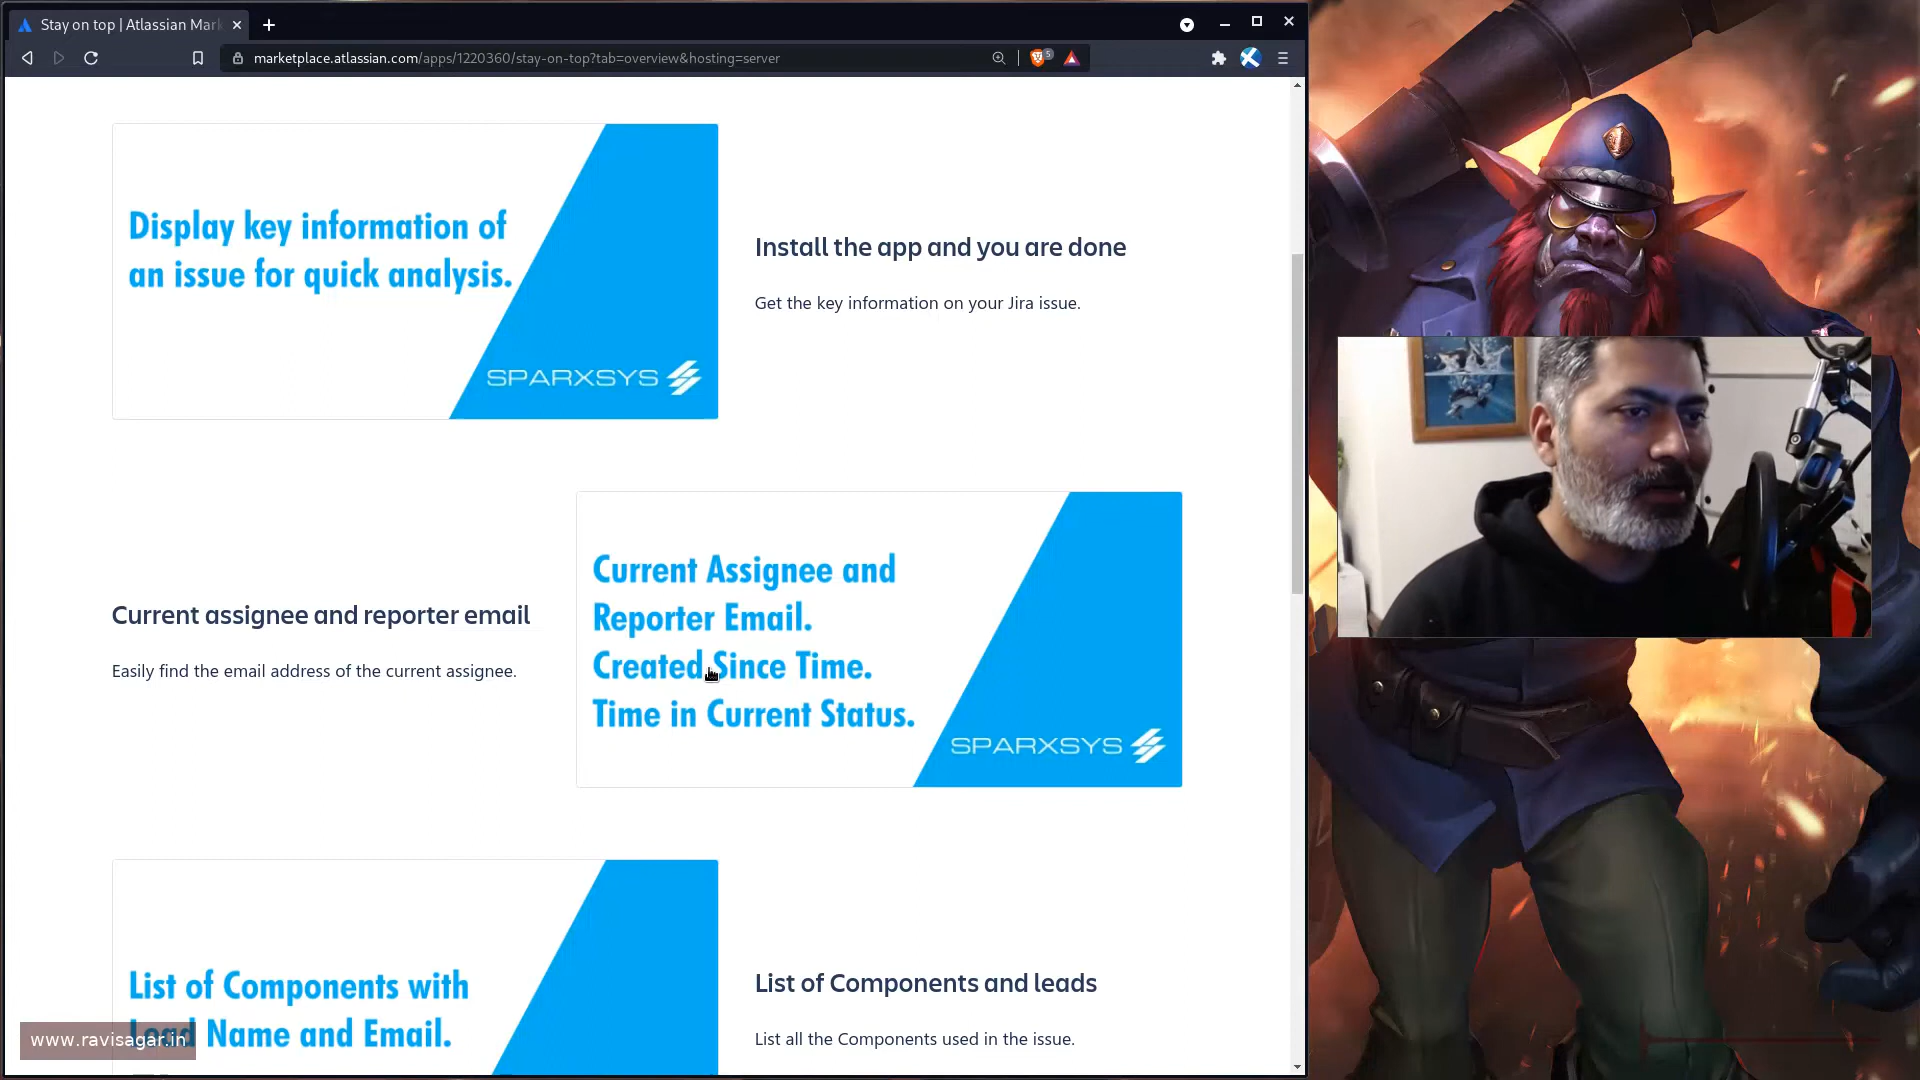 Stay on top | Atlassian Mark
marketplace.atlassian.com/apps/1220360/stay-on-top?tab=overview&hosting=server
5
Display key information of
an issue for quick analysis.
SPARXSYS
Install the app and you are done
Get the key information on your Jira issue.
Current assignee and reporter email
Easily find the email address of the current assignee.
Current Assignee and
Reporter Email.
Created Since Time.
Time in Current Status.
SPARXSYS
List of Components with
Lead Name and Email.
List of Components and leads
List all the Components used in the issue.
www.ravisagar.in